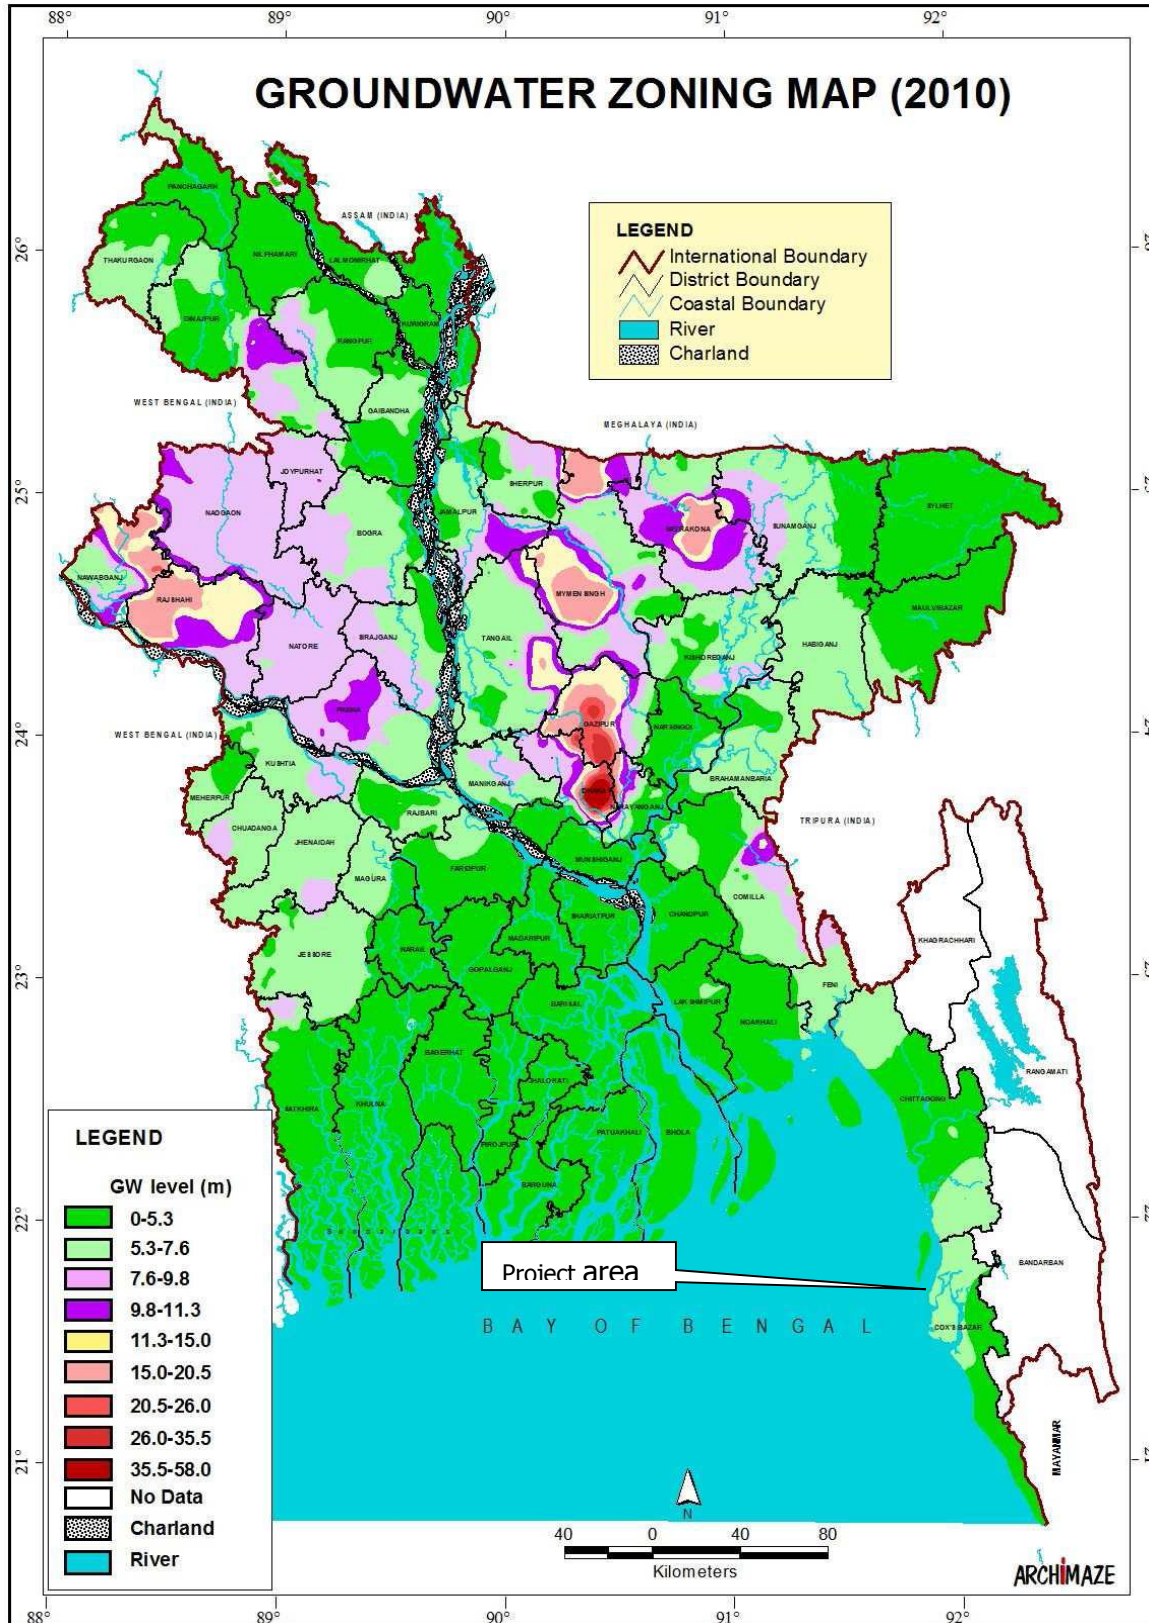 88° 89° 90° 91° 92°
GROUNDWATER ZONING MAP (2010)
LEGEND
International Boundary
District Boundary
Coastal Boundary
River
Charland
ASSAM (INDIA)
WEST BENGAL (INDIA)
MEGHALAYA (INDIA)
WEST BENGAL (INDIA)
TRIPURA (INDIA)
MAYANMAR
26°
25°
24°
23°
22°
21°
PANCHAGARH
THAKURGAON
NILPHAMARI
LALMONIRHAT
DINAJPUR
RANGPUR
KURIGRAM
GAIBANDHA
JOYPURHAT
NAOGAON
BOGRA
JAMALPUR
SHERPUR
NETRAKONA
SUNAMGANJ
SYLHET
NAWABGANJ
RAJSHAHI
MYMENSINGH
MAULVIBAZAR
NATORE
SIRAJGANJ
TANGAIL
KISHOREGANJ
HABIGANJ
PABNA
GAZIPUR
NARSINGDI
KUSHTIA
MANIKGANJ
DHAKA
NARAYANGANJ
BRAHAMANBARIA
MEHERPUR
CHUADANGA
JHENAIDAH
RAJBARI
MAGURA
FARIDPUR
MUNSHIGANJ
COMILLA
SHARIATPUR
CHANDPUR
KHAGRACHHARI
JESSORE
NARAIL
MADARIPUR
GOPALGANJ
BARISAL
LAKSHMIPUR
NOAKHALI
FENI
BAGERHAT
JHALOKATI
RANGAMATI
SATKHIRA
KHULNA
PIROJPUR
PATUAKHALI
BHOLA
CHITTAGONG
BARGUNA
BANDARBAN
COX'S BAZAR
Project area
BAY OF BENGAL
LEGEND
GW level (m)
0-5.3
5.3-7.6
7.6-9.8
9.8-11.3
11.3-15.0
15.0-20.5
20.5-26.0
26.0-35.5
35.5-58.0
No Data
Charland
River
N
40 0 40 80
Kilometers
ARCHiMAZE
88° 89° 90° 91° 92°